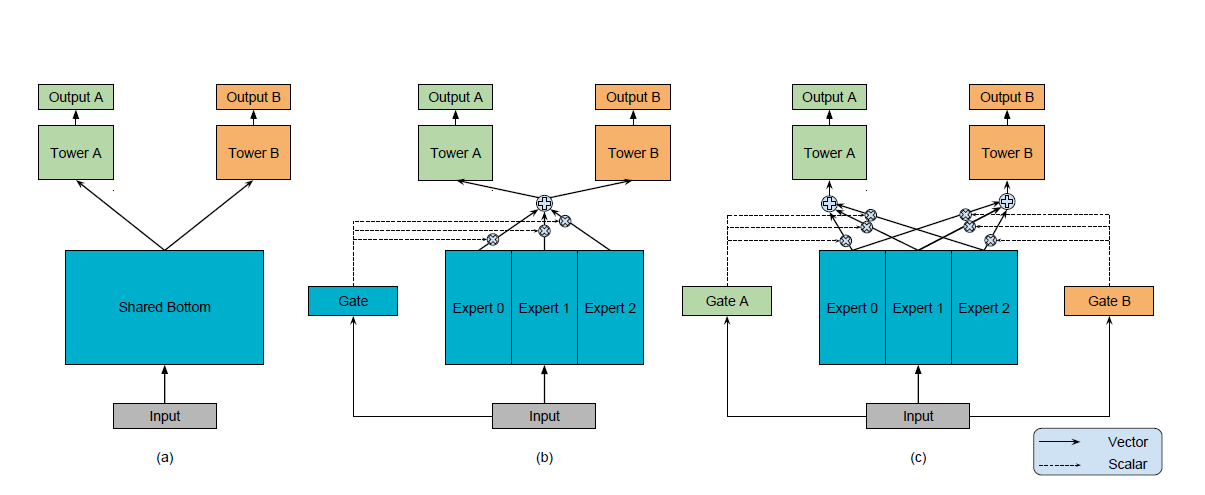 Output A
Output B
Tower A
Tower B
Shared Bottom
Input
(a)
Output A
Output B
Tower A
Tower B
Gate
Expert 0
Expert 1
Expert 2
Input
(b)
Output A
Output B
Tower A
Tower B
Gate A
Expert 0
Expert 1
Expert 2
Gate B
Input
(c)
Vector
Scalar